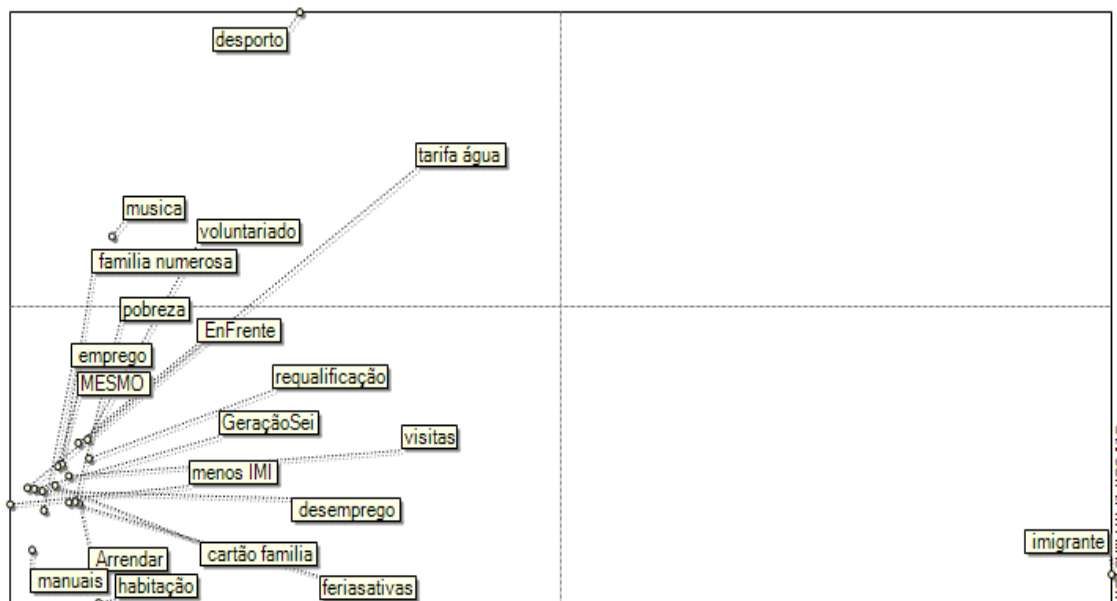 desporto
tarifa água
musica
voluntariado
familia numerosa
pobreza
EnFrente
emprego
MESMO
requalificação
GeraçãoSei
visitas
menos IMI
desemprego
imigrante
cartão familia
Arrendar
manuais
habitação
feriasativas